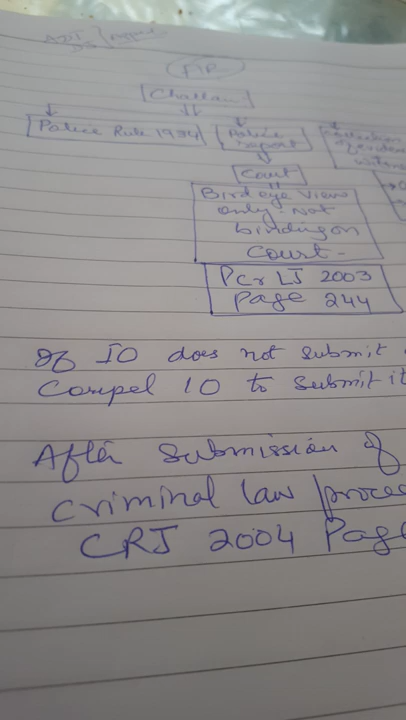 FIR
[Challan]
[Police Rule 1934] [Police
report]
Court
Bird eye view
only. Not
binding on
Court -
PCr LJ 2003
Page 244
If IO does not submit
Compel IO to submit it
After Submission of
Criminal law
CRJ 2004 Page